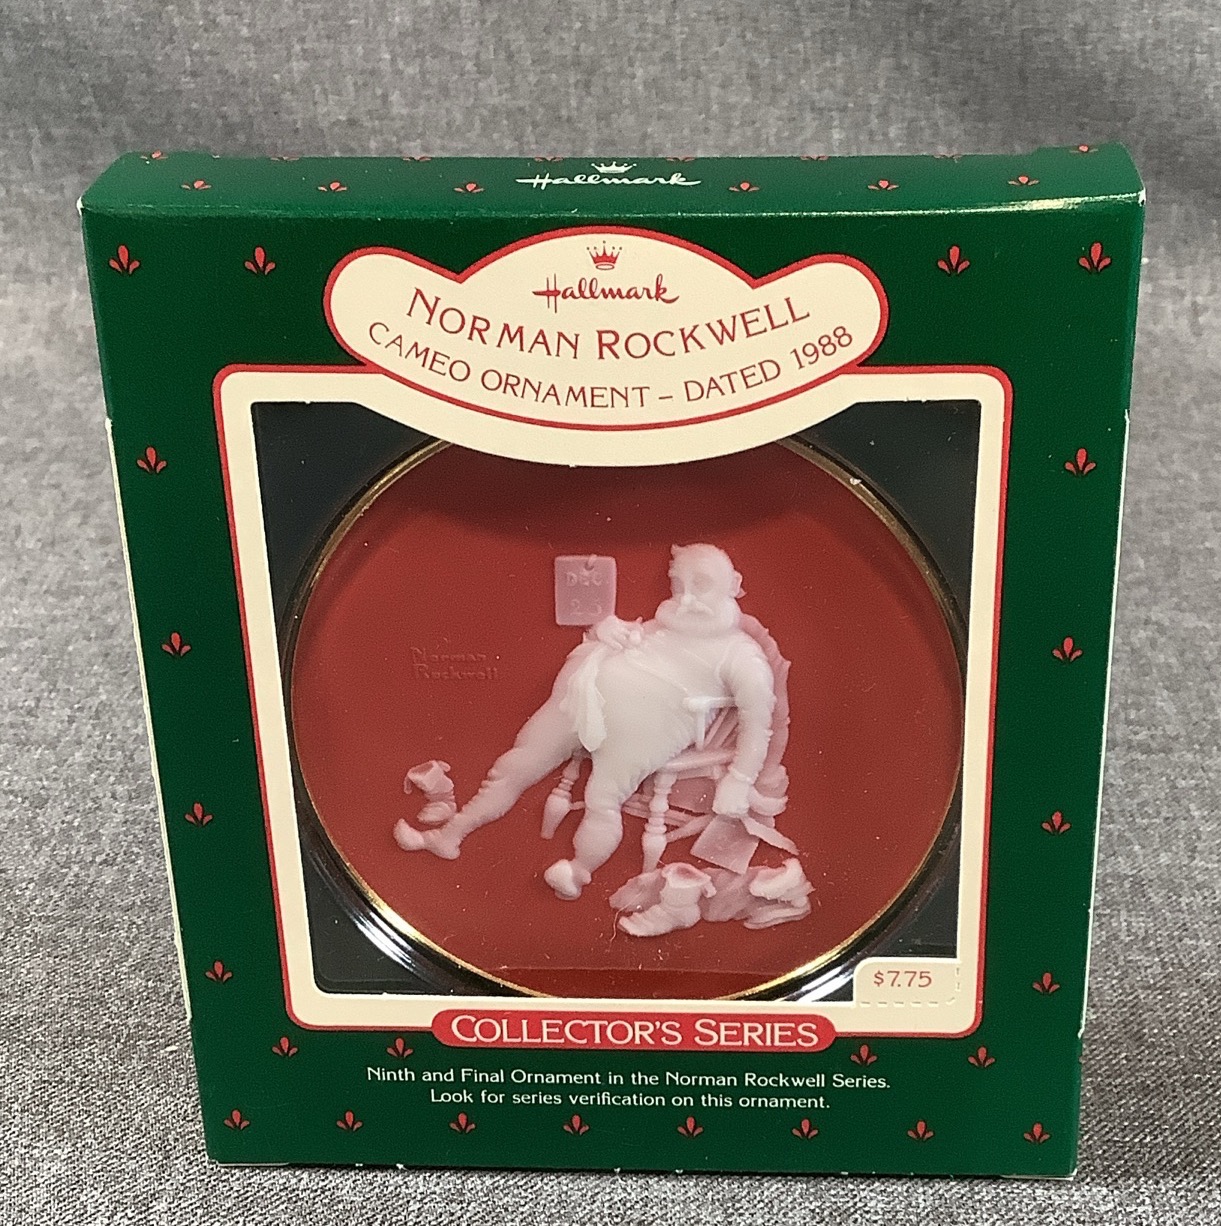 Hallmark
Hallmark
NORMAN ROCKWELL
CAMEO ORNAMENT – DATED 1988
DEC
25
Norman
Rockwell
$7.75
COLLECTOR'S SERIES
Ninth and Final Ornament in the Norman Rockwell Series.
Look for series verification on this ornament.